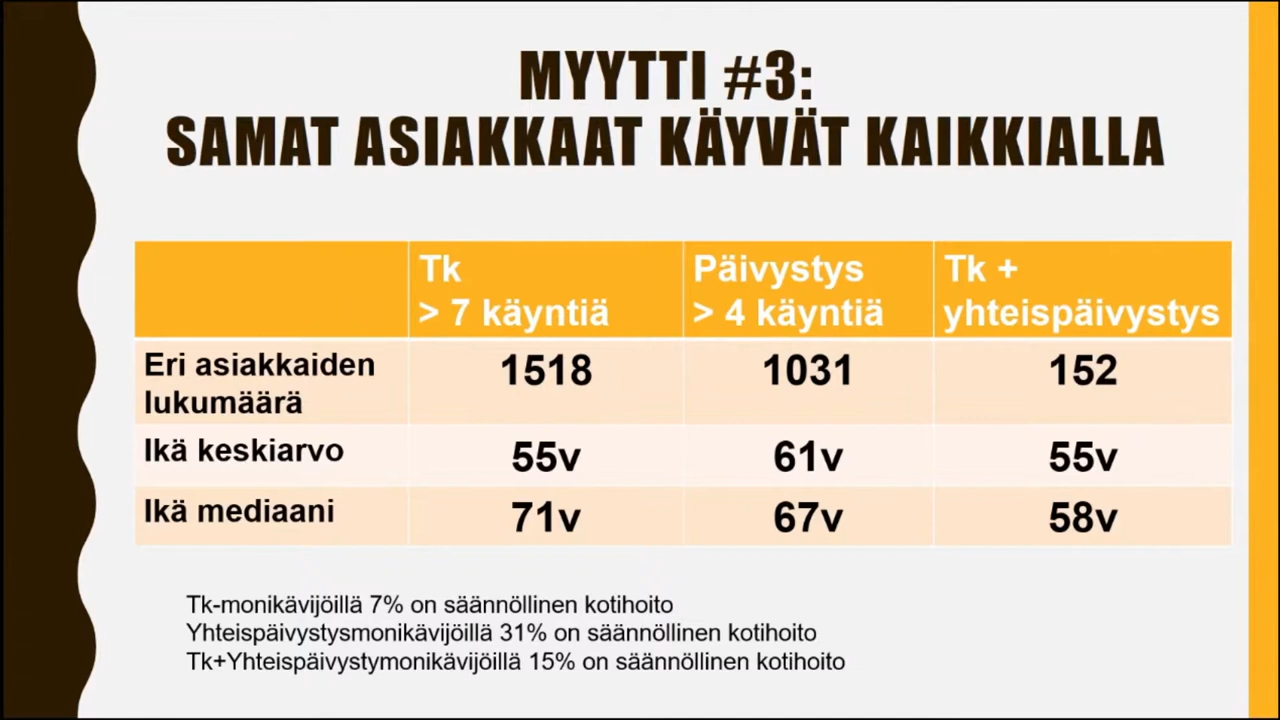 MYYTTI #3:
SAMAT ASIAKKAAT KÄYVÄT KAIKKIALLA
Tk
> 7 käyntiä
Päivystys
> 4 käyntiä
Tk +
yhteispäivystys
Eri asiakkaiden
lukumäärä
1518
1031
152
Ikä keskiarvo
55v
61v
55v
Ikä mediaani
71v
67v
58v
Tk-monikävijöillä 7% on säännöllinen kotihoito
Yhteispäivystysmonikävijöillä 31% on säännöllinen kotihoito
Tk+Yhteispäivystymonikävijöillä 15% on säännöllinen kotihoito